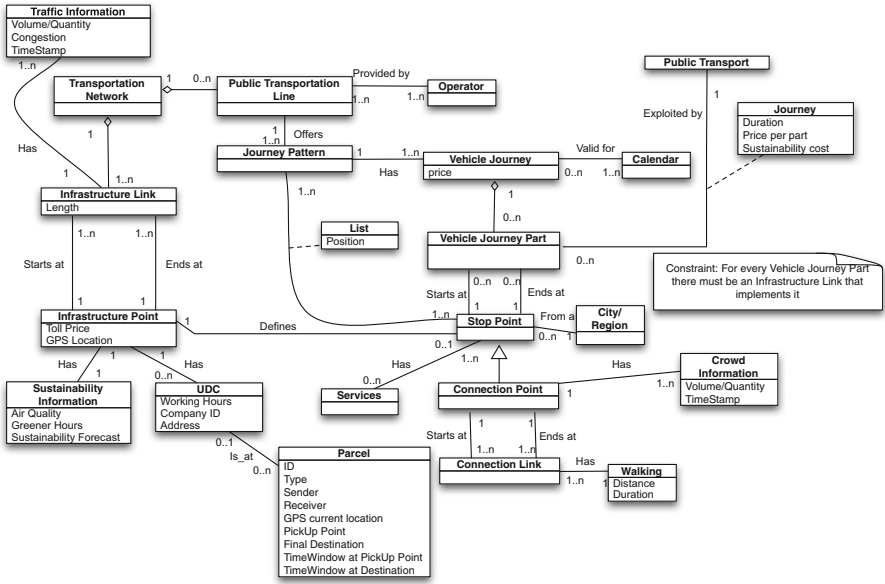 Traffic Information
Volume/Quantity
Congestion
TimeStamp
1..n
Has
1
Transportation
Network
1
0..n
1
1..n
Public Transportation
Line
Provided by
1..n
1..n
Operator
1
Offers
1..n
Journey Pattern
1
1..n
Has
1..n
Vehicle Journey
price
Valid for
0..n
1..n
Calendar
Public Transport
1
Exploited by
0..n
Journey
Duration
Price per part
Sustainability cost
Infrastructure Link
Length
1..n
1..n
Starts at
Ends at
1
1
List
Position
1
0..n
Vehicle Journey Part
0..n
0..n
Starts at
Ends at
1
1
Constraint: For every Vehicle Journey Part
there must be an Infrastructure Link that
implements it
Infrastructure Point
Toll Price
GPS Location
1
Defines
1..n
0..1
Stop Point
From a
0..n
1
City/
Region
Has
1
1
Has
1
0..n
Has
1..n
0..n
Services
Sustainability
Information
Air Quality
Greener Hours
Sustainability Forecast
UDC
Working Hours
Company ID
Address
0..1
Is_at
0..n
Connection Point
1
Has
1..n
Crowd
Information
Volume/Quantity
TimeStamp
1
1
Starts at
Ends at
1..n
1..n
Connection Link
Has
1..n
1
Walking
Distance
Duration
Parcel
ID
Type
Sender
Receiver
GPS current location
PickUp Point
Final Destination
TimeWindow at PickUp Point
TimeWindow at Destination